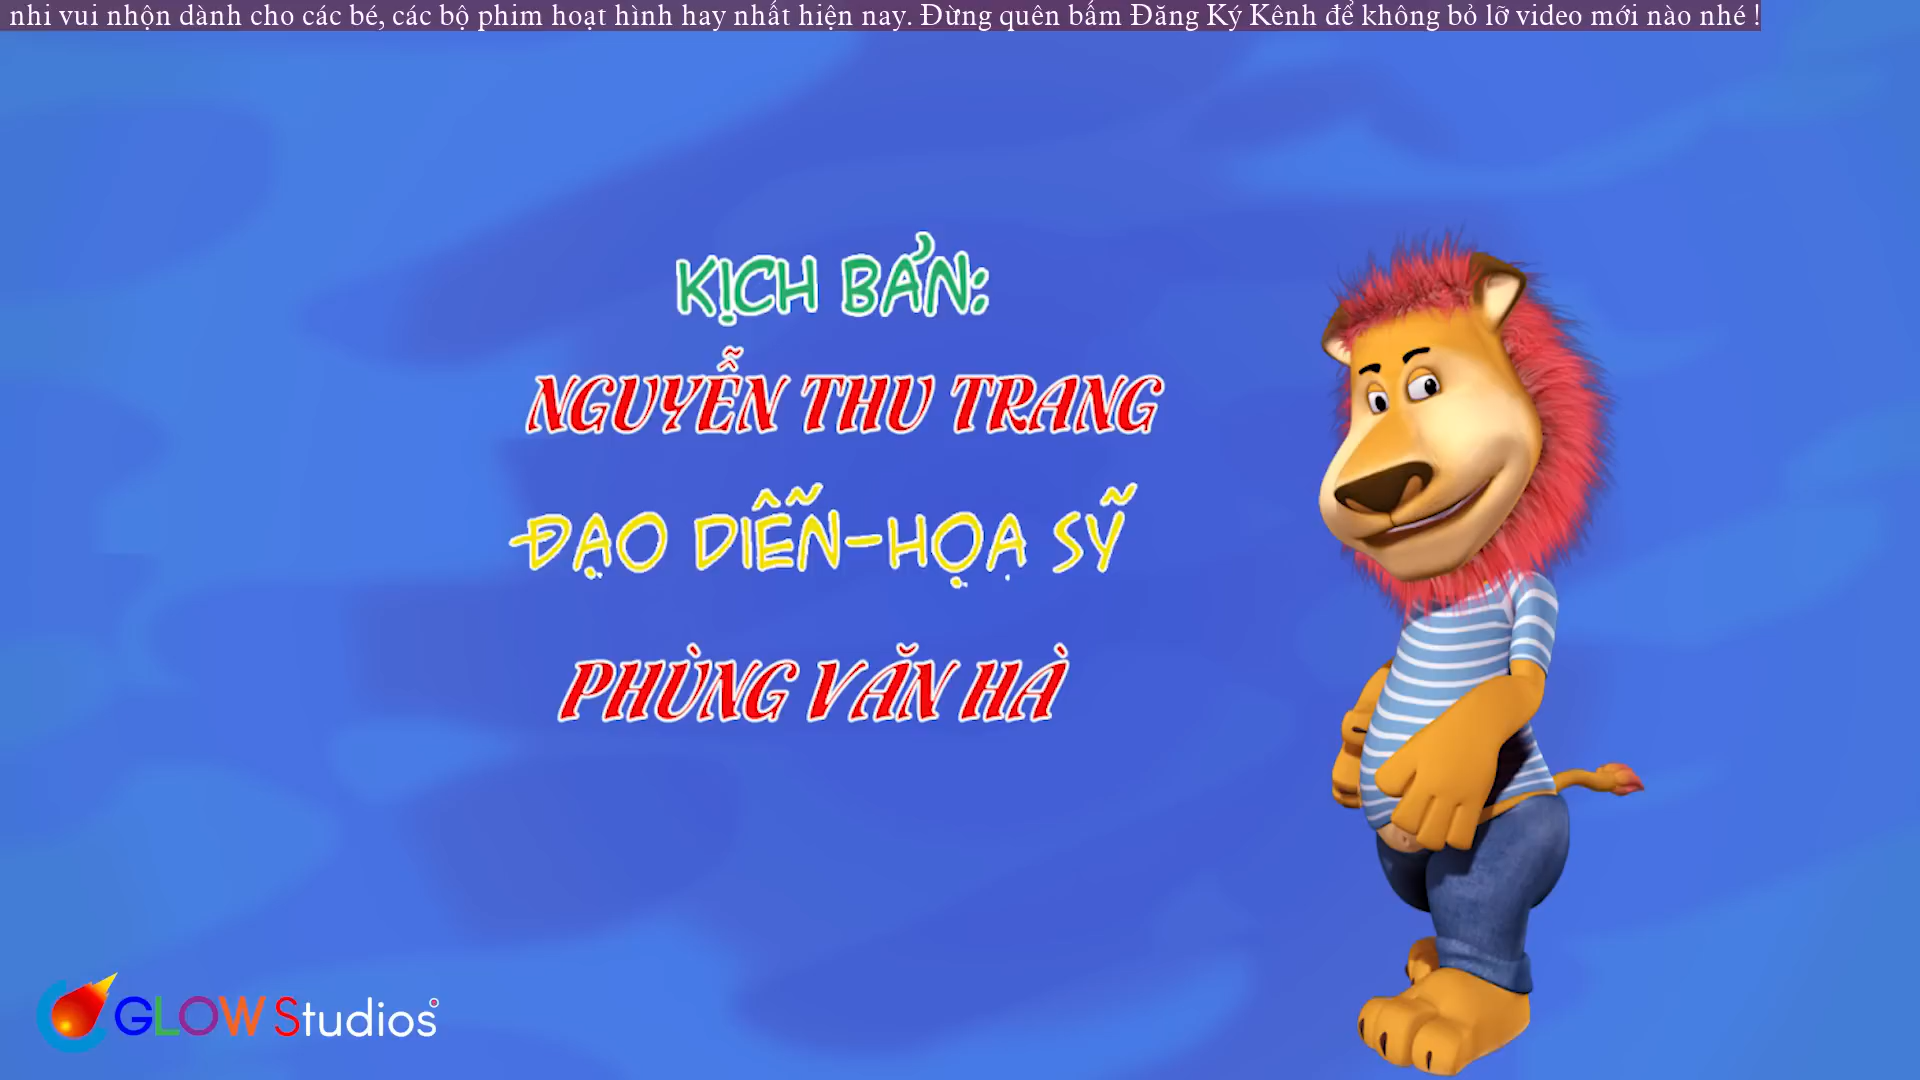 nhi vui nhộn dành cho các bé, các bộ phim hoạt hình hay nhất hiện nay. Đừng quên bấm Đăng Ký Kênh để không bỏ lỡ video mới nào nhé !
KỊCH BẢN:
NGUYỄN THU TRANG
ĐẠO DIỄN-HỌA SỸ
PHÙNG VĂN HÀ
GLOW Studios